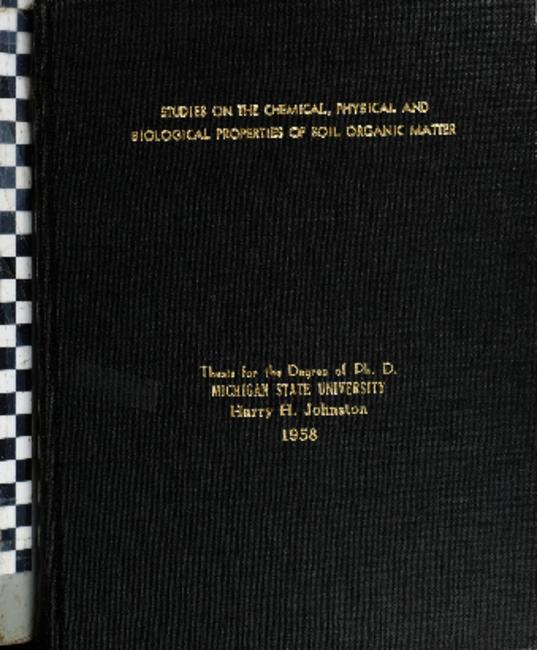 STUDIES ON THE CHEMICAL, PHYSICAL AND
BIOLOGICAL PROPERTIES OF SOIL ORGANIC MATTER
Thesis for the Degree of Ph. D.
MICHIGAN STATE UNIVERSITY
Harry H. Johnston
1958